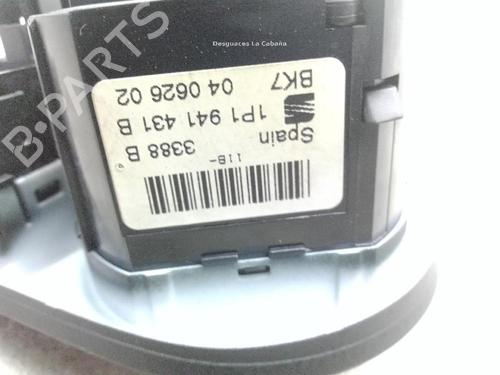 Desguaces La Cabaña
B-PARTS
Spain
1P1 941 431 B
04 0626 02
BK7
3388 B
11B-